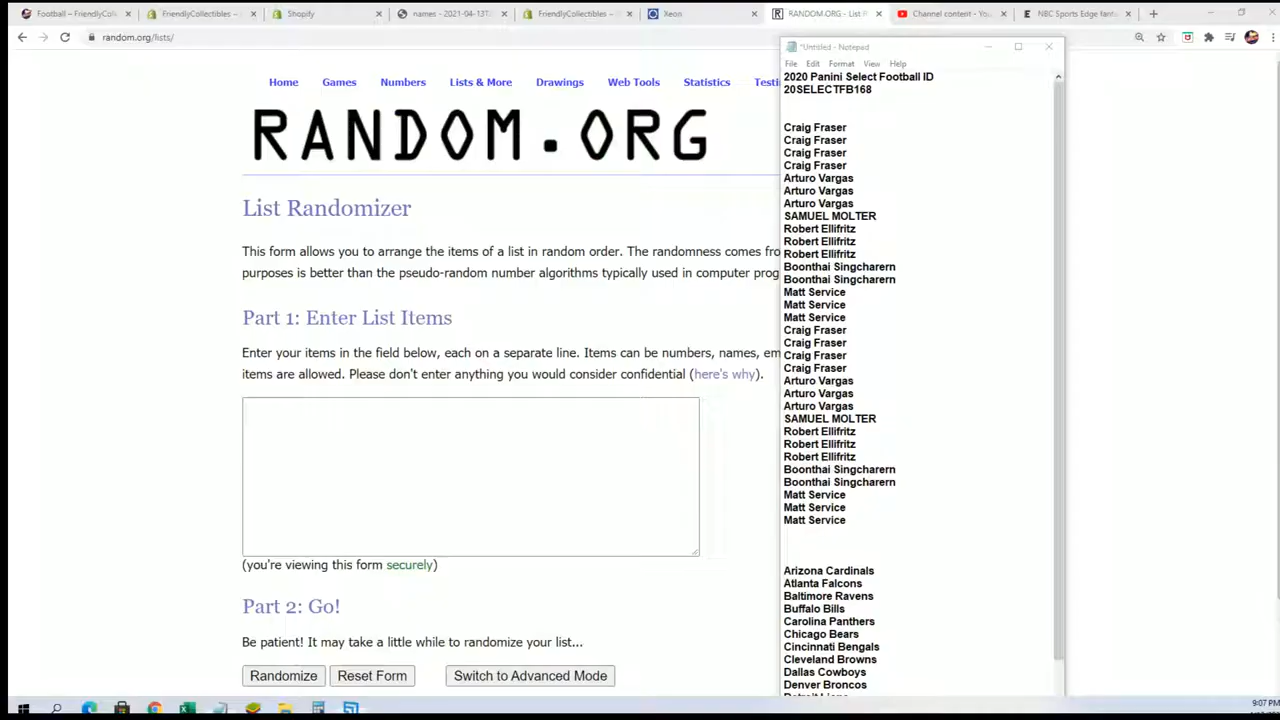 Football – FriendlyCollectibles
FriendlyCollectibles –
Shopify
names - 2021-04-13T
FriendlyCollectibles –
Xeon
RANDOM.ORG - List R
Channel content - You
NBC Sports Edge fant
random.org/lists/
Home
Games
Numbers
Lists & More
Drawings
Web Tools
Statistics
Testin
RANDOM.ORG
List Randomizer
This form allows you to arrange the items of a list in random order. The randomness comes fro
purposes is better than the pseudo-random number algorithms typically used in computer prog
Part 1: Enter List Items
Enter your items in the field below, each on a separate line. Items can be numbers, names, em
items are allowed. Please don't enter anything you would consider confidential (here's why).
(you're viewing this form securely)
Part 2: Go!
Be patient! It may take a little while to randomize your list...
Randomize
Reset Form
Switch to Advanced Mode
*Untitled - Notepad
File
Edit
Format
View
Help
2020 Panini Select Football ID
20SELECTFB168
Craig Fraser
Craig Fraser
Craig Fraser
Craig Fraser
Arturo Vargas
Arturo Vargas
Arturo Vargas
SAMUEL MOLTER
Robert Ellifritz
Robert Ellifritz
Robert Ellifritz
Boonthai Singcharern
Boonthai Singcharern
Matt Service
Matt Service
Matt Service
Craig Fraser
Craig Fraser
Craig Fraser
Craig Fraser
Arturo Vargas
Arturo Vargas
Arturo Vargas
SAMUEL MOLTER
Robert Ellifritz
Robert Ellifritz
Robert Ellifritz
Boonthai Singcharern
Boonthai Singcharern
Matt Service
Matt Service
Matt Service
Arizona Cardinals
Atlanta Falcons
Baltimore Ravens
Buffalo Bills
Carolina Panthers
Chicago Bears
Cincinnati Bengals
Cleveland Browns
Dallas Cowboys
Denver Broncos
9:07 PM